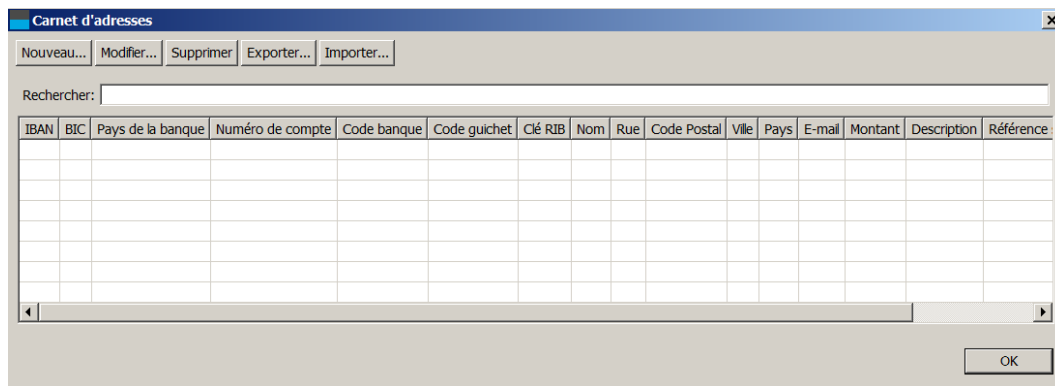 Carnet d'adresses
Nouveau... Modifier... Supprimer Exporter... Importer...
Rechercher:
IBAN BIC Pays de la banque Numéro de compte Code banque Code guichet Clé RIB Nom Rue Code Postal Ville Pays E-mail Montant Description Référence
OK